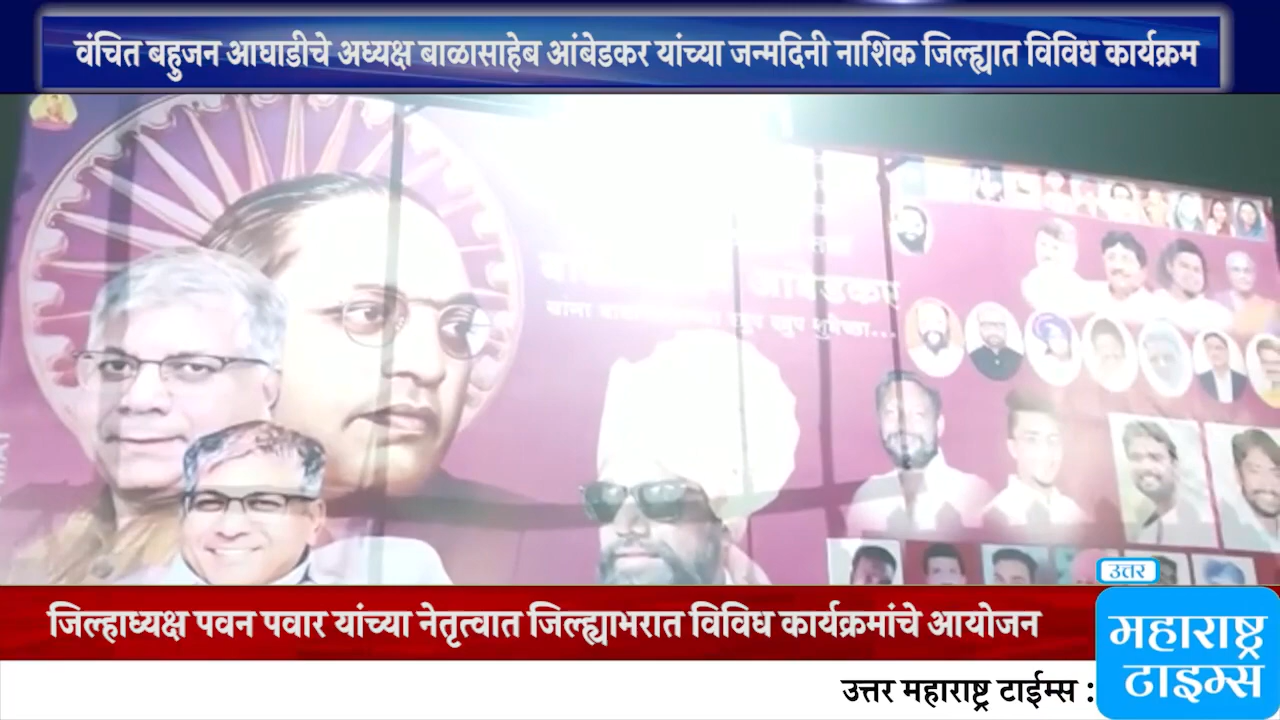 वंचित बहुजन आघाडीचे अध्यक्ष बाळासाहेब आंबेडकर यांच्या जन्मदिनी नाशिक जिल्ह्यात विविध कार्यक्रम
आंबेडकर
यांना
खुप खुप शुभेच्छा...
उत्तर
जिल्हाध्यक्ष पवन पवार यांच्या नेतृत्वात जिल्ह्याभरात विविध कार्यक्रमांचे आयोजन
महाराष्ट्र
टाइम्स
उत्तर महाराष्ट्र टाईम्स :